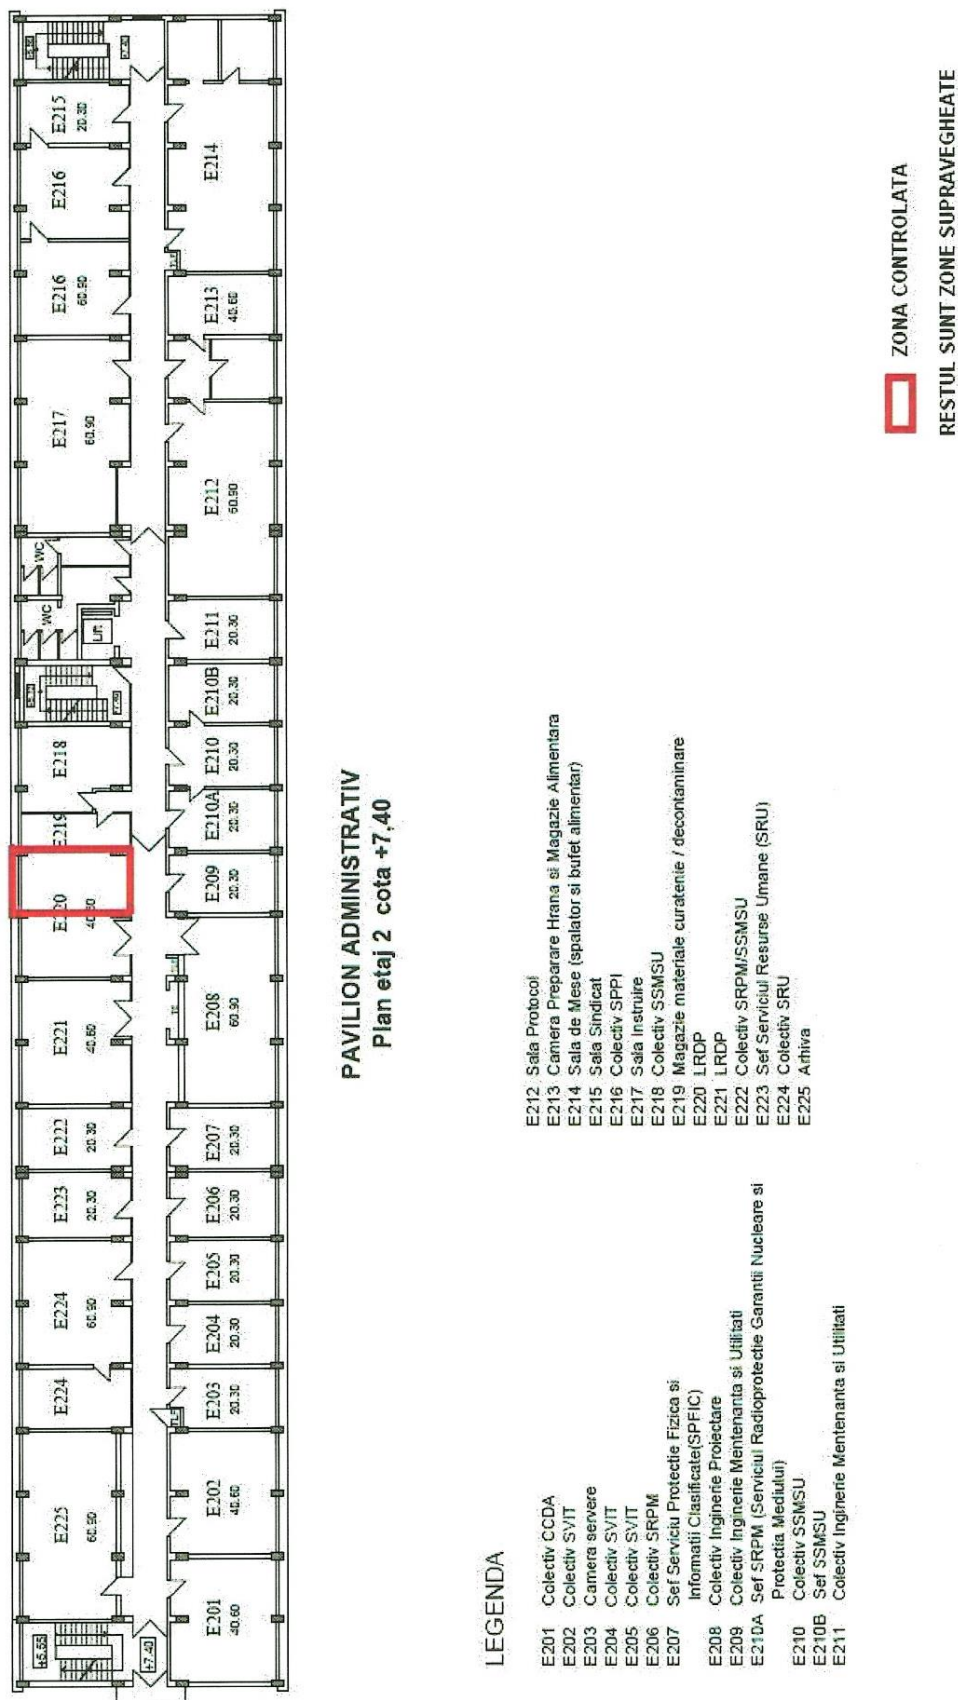 E215
20.30
E216
E216
60.90
E217
60.90
WC
WC
Lift
E218
E219
E220
E221
40.60
E222
20.30
E223
20.30
E224
60.90
E224
E225
60.90
+7.40
E214
E213
40.60
E212
60.90
E211
20.30
E210B
20.30
E210
20.30
E210A
20.30
E209
20.30
E208
60.90
E207
20.30
E206
20.30
E205
20.30
E204
20.30
E203
20.30
E202
40.60
E201
40.60
PAVILION ADMINISTRATIV
Plan etaj 2 cota +7,40
LEGENDA
E201 Colectiv CCDA
E202 Colectiv SVIT
E203 Camera servere
E204 Colectiv SVIT
E205 Colectiv SVIT
E206 Colectiv SRPM
E207 Sef Serviciu Protectie Fizica si
Informatii Clasificate(SPFIC)
E208 Colectiv Inginerie Proiectare
E209 Colectiv Inginerie Mentenanta si Utilitati
E210A Sef SRPM (Serviciul Radioprotectie Garantii Nucleare si
Protectia Mediului)
E210 Colectiv SSMSU
E210B Sef SSMSU
E211 Colectiv Inginerie Mentenanta si Utilitati
E212 Sala Protocol
E213 Camera Preparare Hrana si Magazie Alimentara
E214 Sala de Mese (spalator si bufet alimentar)
E215 Sala Sindicat
E216 Colectiv SPPI
E217 Sala Instruire
E218 Colectiv SSMSU
E219 Magazie materiale curatenie / decontaminare
E220 LRDP
E221 LRDP
E222 Colectiv SRPM/SSMSU
E223 Sef Serviciul Resurse Umane (SRU)
E224 Colectiv SRU
E225 Arhiva
ZONA CONTROLATA
RESTUL SUNT ZONE SUPRAVEGHEATE